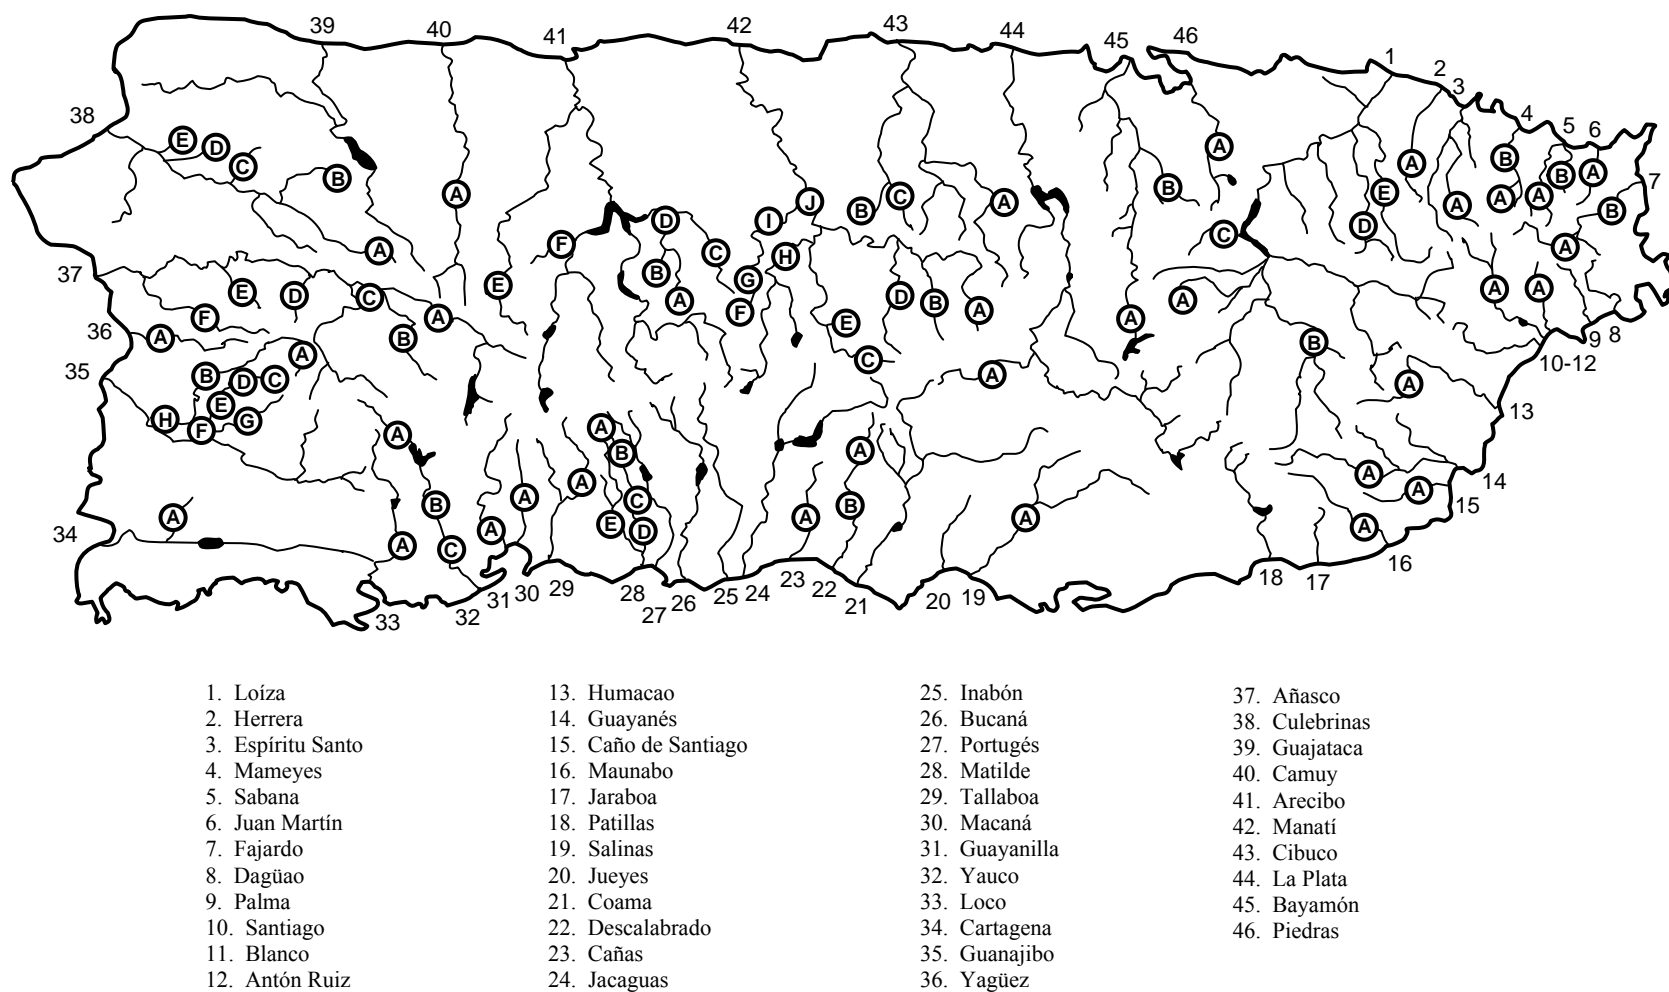 39 40 41 42 43 44 45 46 1 2 3 4 5 6
38 E D C B A A A B 7
A F D I J B C A B C E A A A B A B
37 E D C E B C G H D A A B D A A A A
36 A F A B A F E C D B A A B 9 8
35 B D C A A 10-12
H F E G A A B A A 13
34 A B A A C B A A A 14
A C A E D A A 15
33 32 31 30 29 28 27 26 25 24 23 22 21 20 19 18 17 16
1. Loíza
2. Herrera
3. Espíritu Santo
4. Mameyes
5. Sabana
6. Juan Martín
7. Fajardo
8. Dagüao
9. Palma
10. Santiago
11. Blanco
12. Antón Ruiz
13. Humacao
14. Guayanés
15. Caño de Santiago
16. Maunabo
17. Jaraboa
18. Patillas
19. Salinas
20. Jueyes
21. Coama
22. Descalabrado
23. Cañas
24. Jacaguas
25. Inabón
26. Bucaná
27. Portugés
28. Matilde
29. Tallaboa
30. Macaná
31. Guayanilla
32. Yauco
33. Loco
34. Cartagena
35. Guanajibo
36. Yagüez
37. Añasco
38. Culebrinas
39. Guajataca
40. Camuy
41. Arecibo
42. Manatí
43. Cibuco
44. La Plata
45. Bayamón
46. Piedras